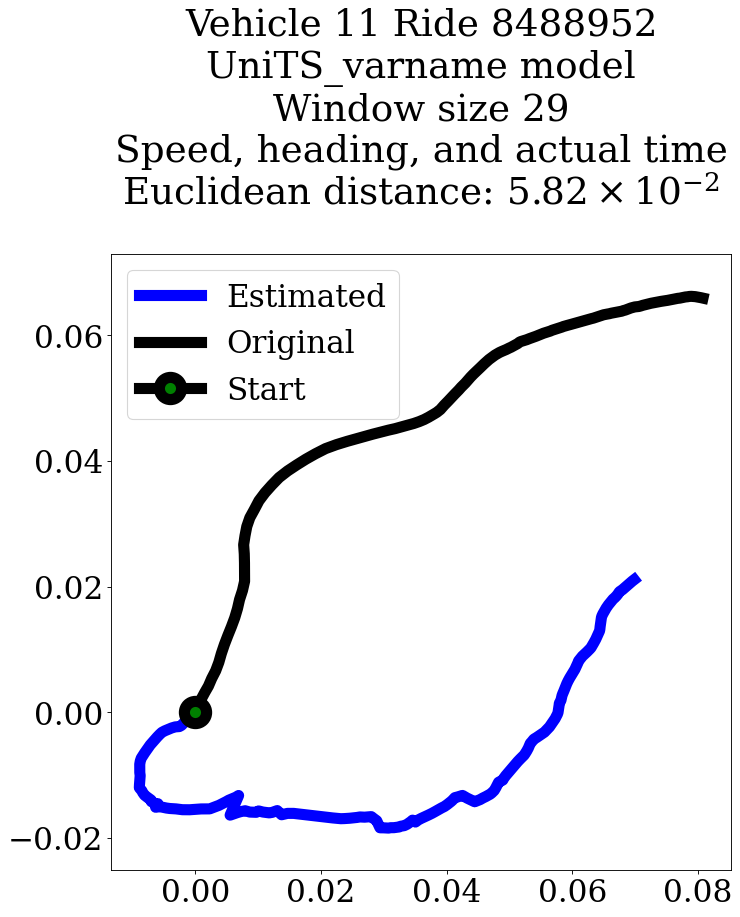 Vehicle 11 Ride 8488952
UniTS_varname model
Window size 29
Speed, heading, and actual time
Euclidean distance: 5.82 × 10⁻²
Estimated
Original
Start
0.06
0.04
0.02
0.00
−0.02
0.00 0.02 0.04 0.06 0.08